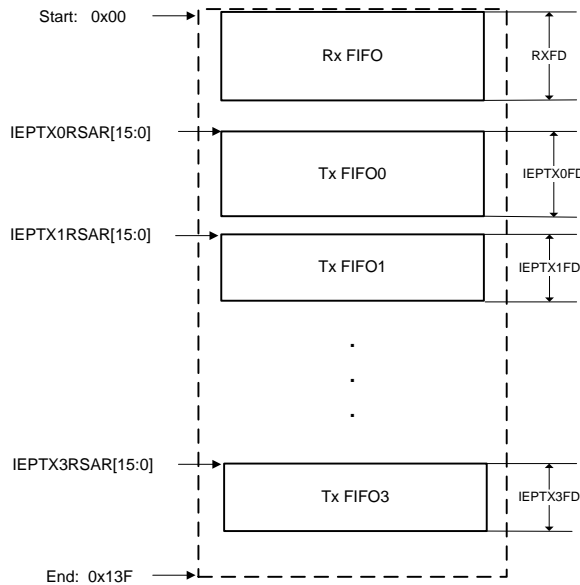 Start: 0x00
Rx FIFO
RXFD
IEPTX0RSAR[15:0]
Tx FIFO0
IEPTX0FD
IEPTX1RSAR[15:0]
Tx FIFO1
IEPTX1FD
.
.
.
IEPTX3RSAR[15:0]
Tx FIFO3
IEPTX3FD
End: 0x13F